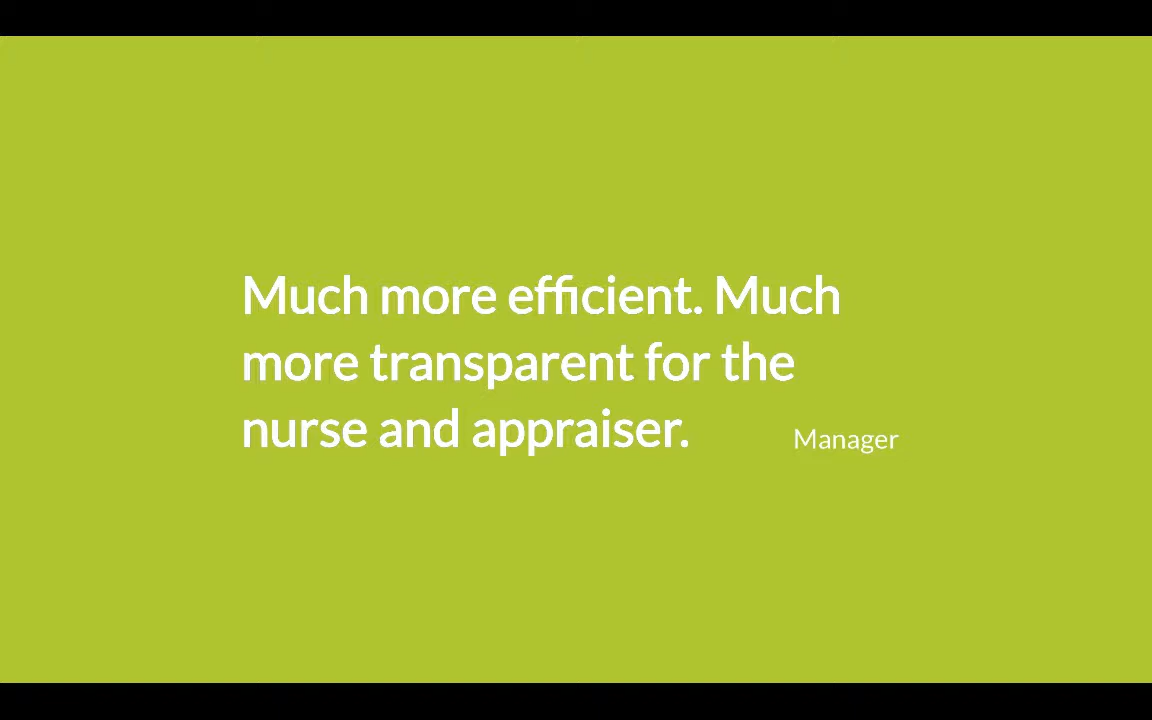 Much more efficient. Much
more transparent for the
nurse and appraiser.
Manager